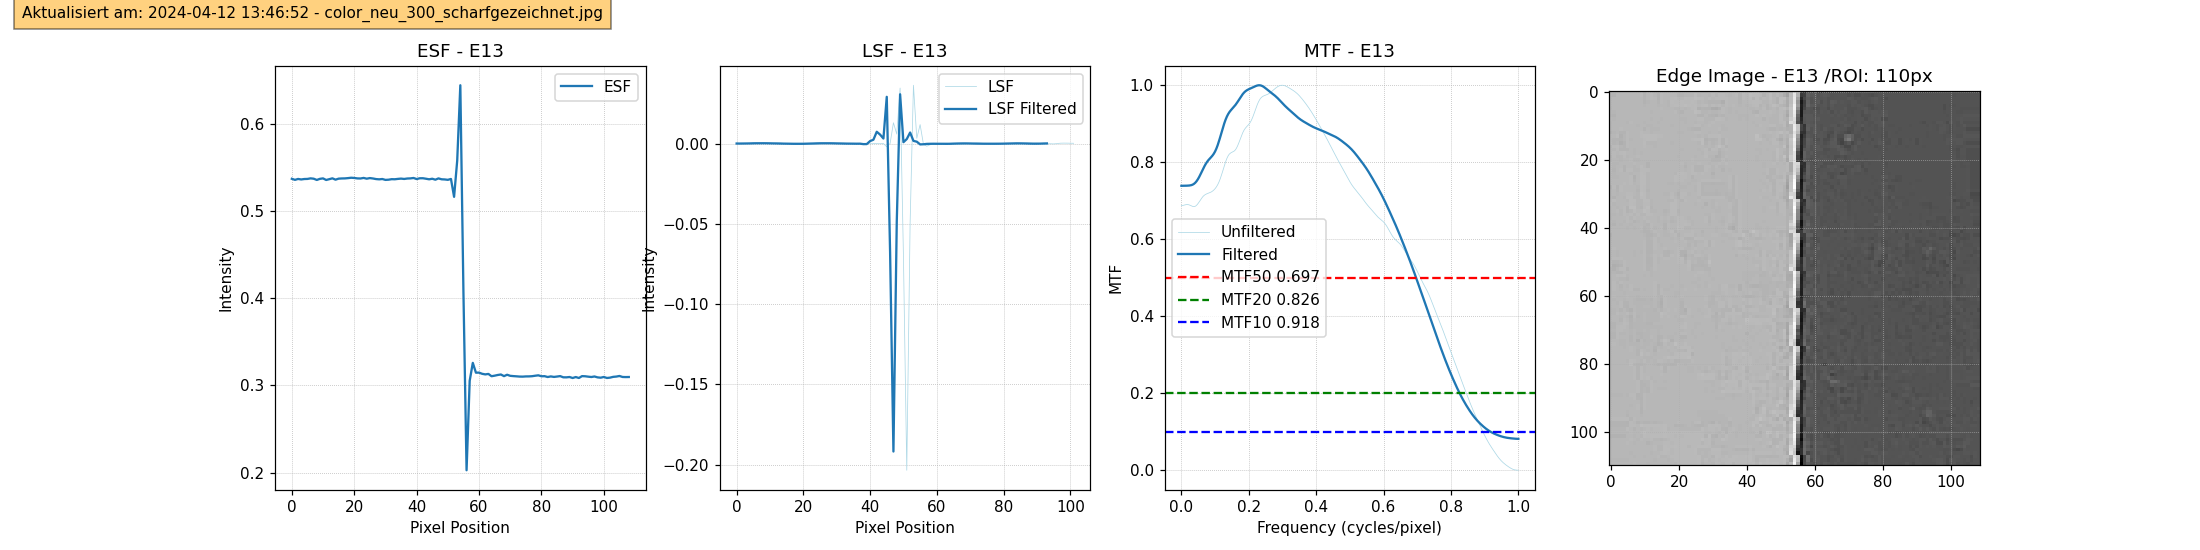 Aktualisiert am: 2024-04-12 13:46:52 - color_neu_300_scharfgezeichnet.jpg
ESF - E13
Intensity
0.6
0.5
0.4
0.3
0.2
ESF
0 20 40 60 80 100
Pixel Position
LSF - E13
Intensity
0.00
−0.05
−0.10
−0.15
−0.20
LSF
LSF Filtered
0 20 40 60 80 100
Pixel Position
MTF - E13
MTF
1.0
0.8
0.6
0.4
0.2
0.0
Unfiltered
Filtered
MTF50 0.697
MTF20 0.826
MTF10 0.918
0.0 0.2 0.4 0.6 0.8 1.0
Frequency (cycles/pixel)
Edge Image - E13 /ROI: 110px
0
20
40
60
80
100
0 20 40 60 80 100